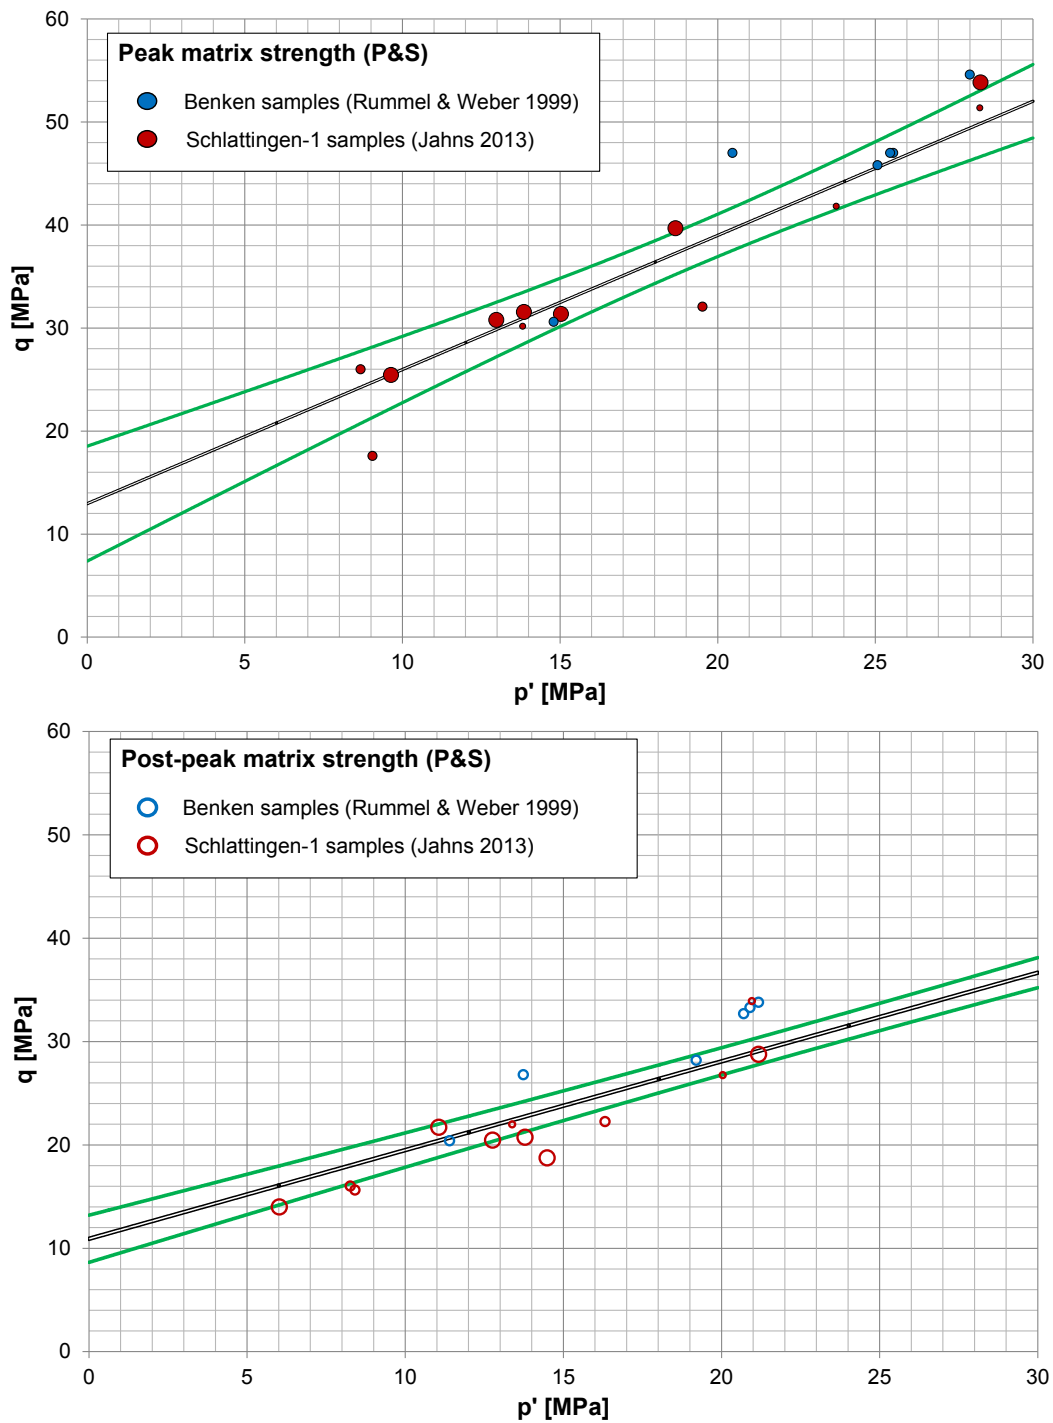 60
Peak matrix strength (P&S)
Benken samples (Rummel & Weber 1999)
50
Schlattingen-1 samples (Jahns 2013)
40
q [MPa]
30
20
10
0
0 5 10 15 20 25 30
p' [MPa]
60
Post-peak matrix strength (P&S)
Benken samples (Rummel & Weber 1999)
50
Schlattingen-1 samples (Jahns 2013)
40
q [MPa]
30
20
10
0
0 5 10 15 20 25 30
p' [MPa]